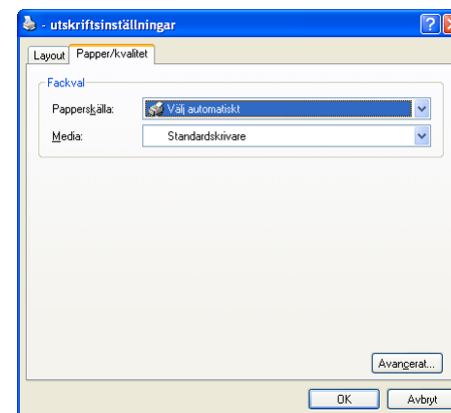 - utskriftsinställningar
Layout Papper/kvalitet
Fackval
Papperskälla: Välj automatiskt
Media: Standardskrivare
Avancerat...
OK Avbryt